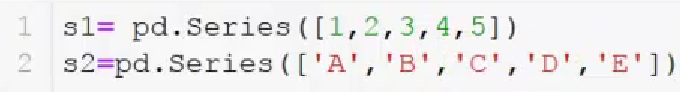 1 s1= pd.Series([1,2,3,4,5])
2 s2=pd.Series(['A','B','C','D','E'])